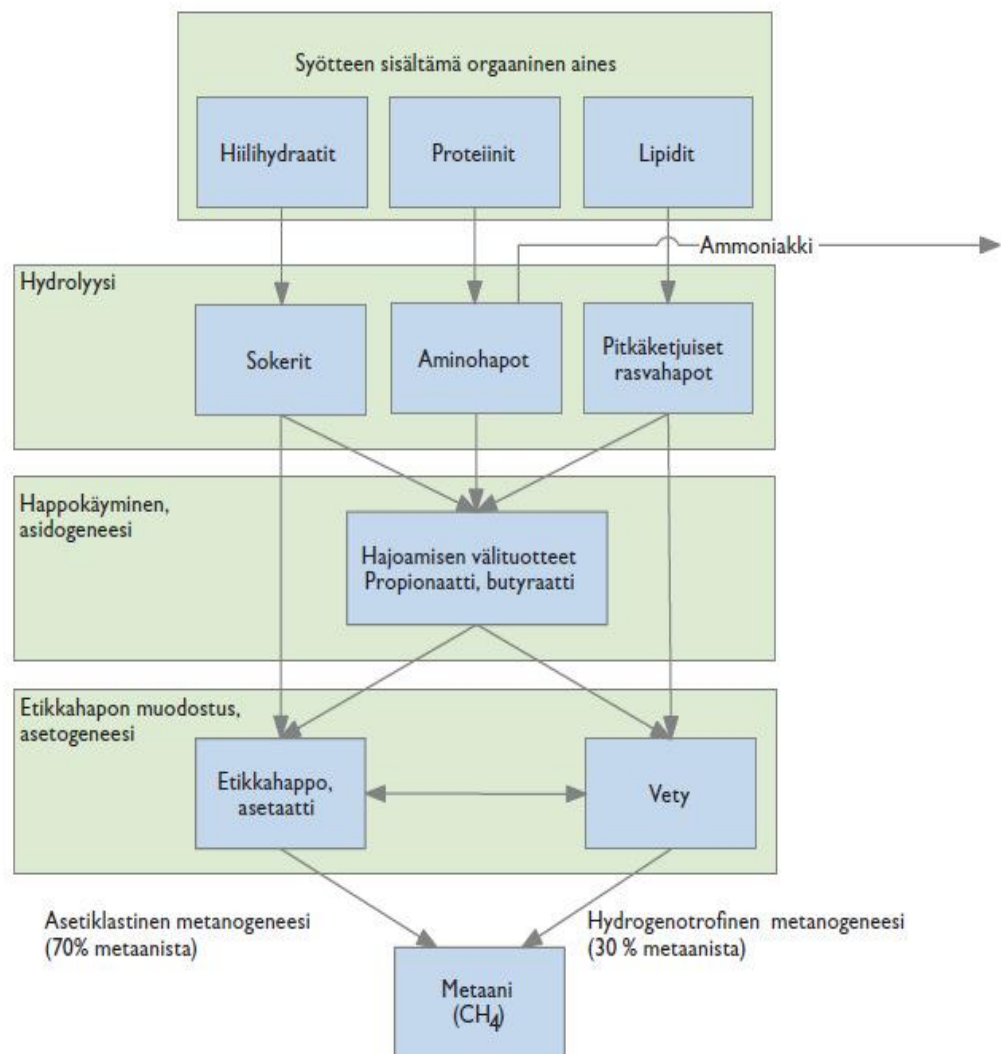 Syötteen sisältämä orgaaninen aines
Hiilihydraatit
Proteiinit
Lipidit
Ammoniakki
Hydrolyysi
Sokerit
Aminohapot
Pitkäketjuiset
rasvahapot
Happokäyminen,
asidogeneesi
Hajoamisen välituotteet
Propionaatti, butyraatti
Etikkahapon muodostus,
asetogeneesi
Etikkahappo,
asetaatti
Vety
Asetiklastinen metanogeneesi
(70% metaanista)
Hydrogenotrofinen metanogeneesi
(30 % metaanista)
Metaani
(CH4)